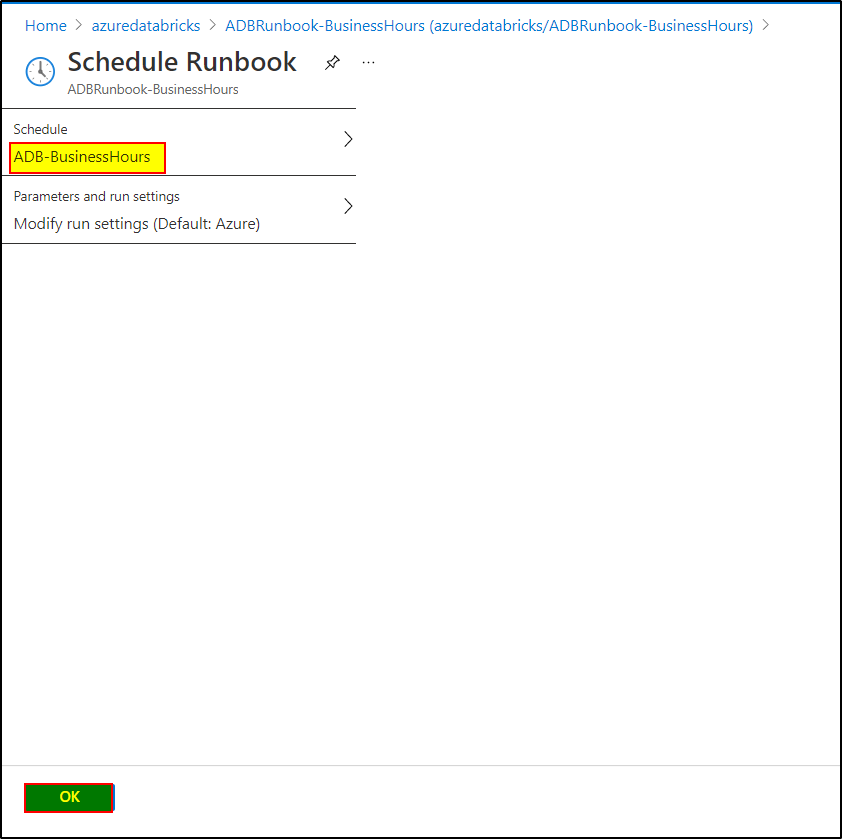 Home > azuredatabricks > ADBRunbook-BusinessHours (azuredatabricks/ADBRunbook-BusinessHours) >
Schedule Runbook ...
ADBRunbook-BusinessHours
Schedule
ADB-BusinessHours
Parameters and run settings
Modify run settings (Default: Azure)
OK